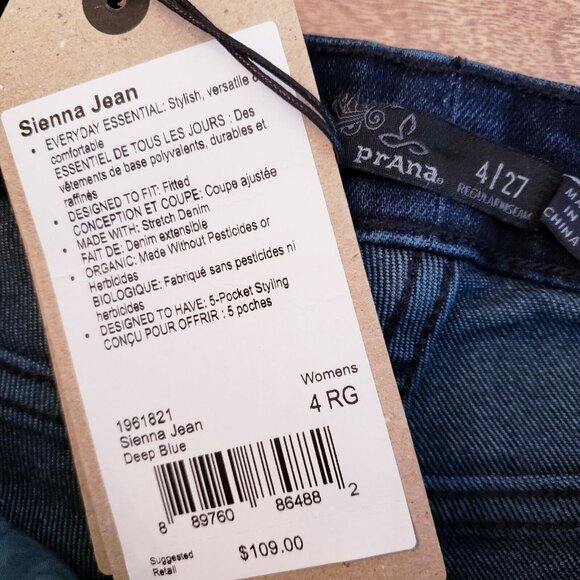 Sienna Jean
• EVERYDAY ESSENTIAL: Stylish, versatile
comfortable
ESSENTIEL DE TOUS LES JOURS : Des
vêtements de base polyvalents, durables et
raffinés
• DESIGNED TO FIT: Fitted
CONCEPTION ET COUPE: Coupe ajustée
• MADE WITH: Stretch Denim
FAIT DE: Denim extensible
• ORGANIC: Made Without Pesticides or
Herbicides
BIOLOGIQUE: Fabriqué sans pesticides ni
herbicides
• DESIGNED TO HAVE: 5-Pocket Styling
CONÇU POUR OFFRIR : 5 poches
Womens
4 RG
1961821
Sienna Jean
Deep Blue
8 89760 86488 2
Suggested
Retail
$109.00
prAna
4/27
IN
CHINA